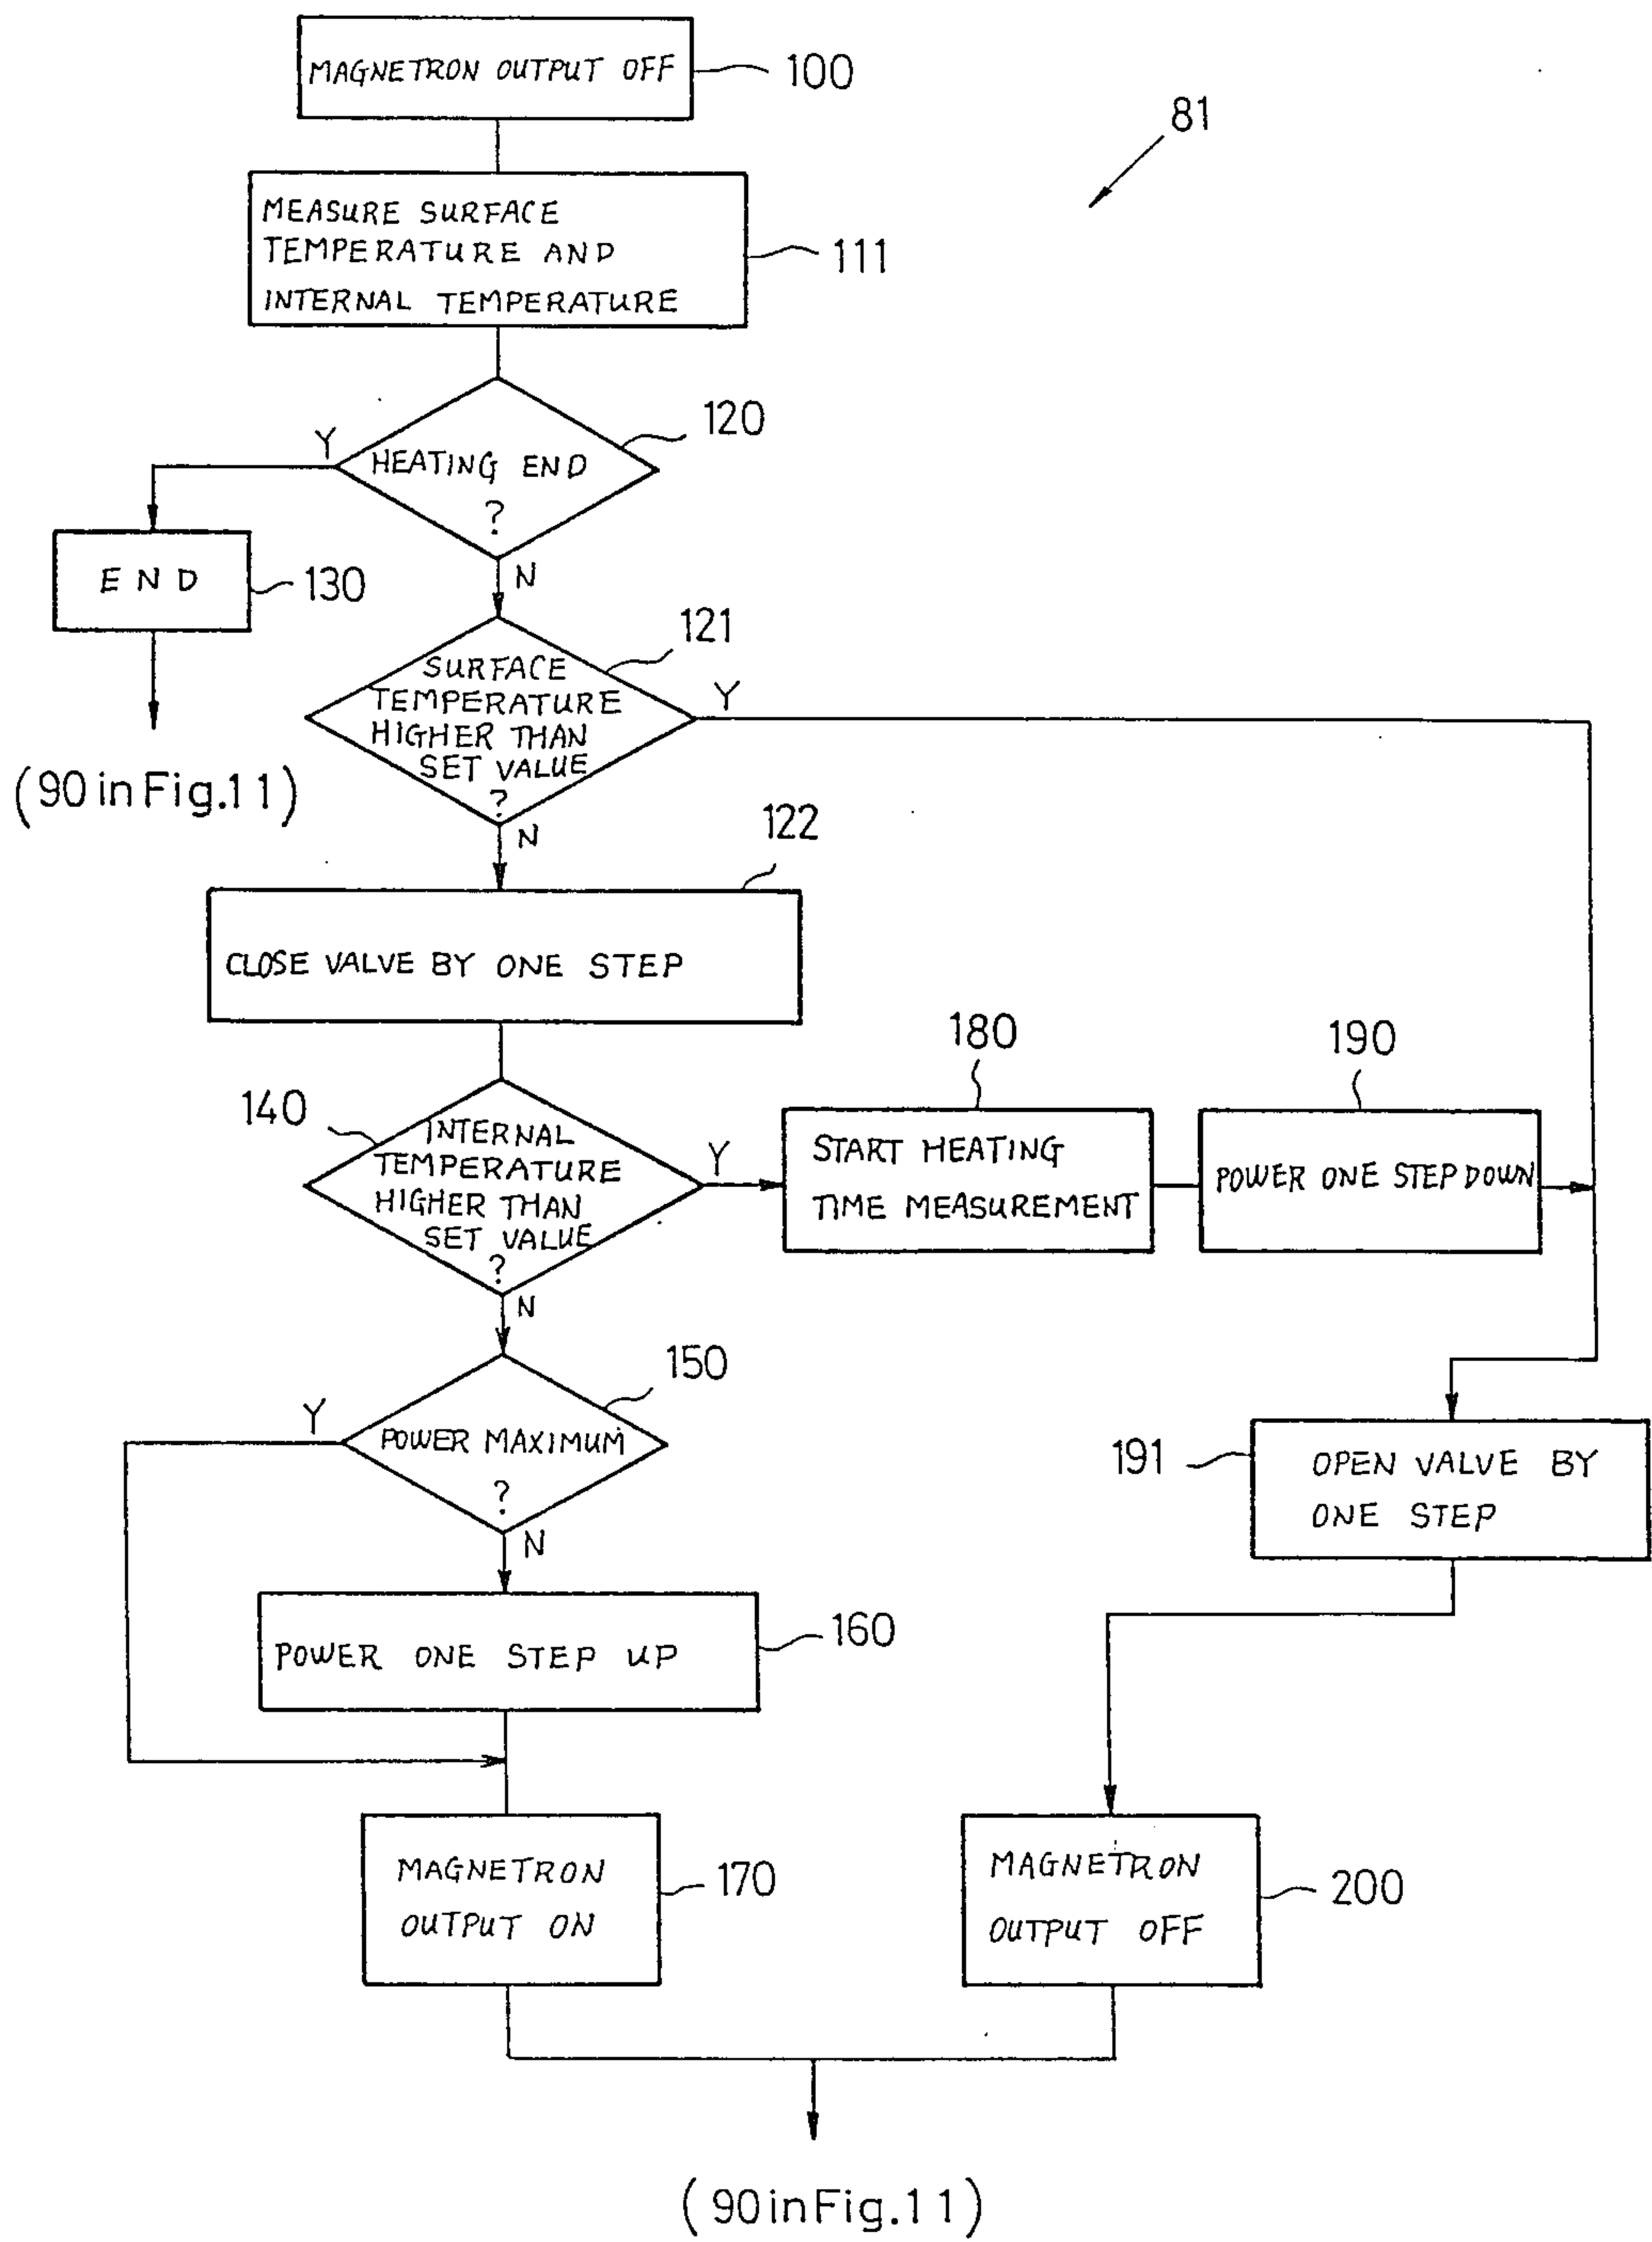 MAGNETRON OUTPUT OFF
100
81
MEASURE SURFACE
TEMPERATURE AND
INTERNAL TEMPERATURE
111
120
Y
HEATING END
?
N
END
130
(90 in Fig.11)
121
SURFACE
TEMPERATURE
HIGHER THAN
SET VALUE
?
Y
N
122
CLOSE VALVE BY ONE STEP
140
INTERNAL
TEMPERATURE
HIGHER THAN
SET VALUE
?
Y
N
180
START HEATING
TIME MEASUREMENT
190
POWER ONE STEP DOWN
150
Y
POWER MAXIMUM
?
N
191
OPEN VALVE BY
ONE STEP
POWER ONE STEP UP
160
MAGNETRON
OUTPUT ON
170
MAGNETRON
OUTPUT OFF
200
(90 in Fig.11)